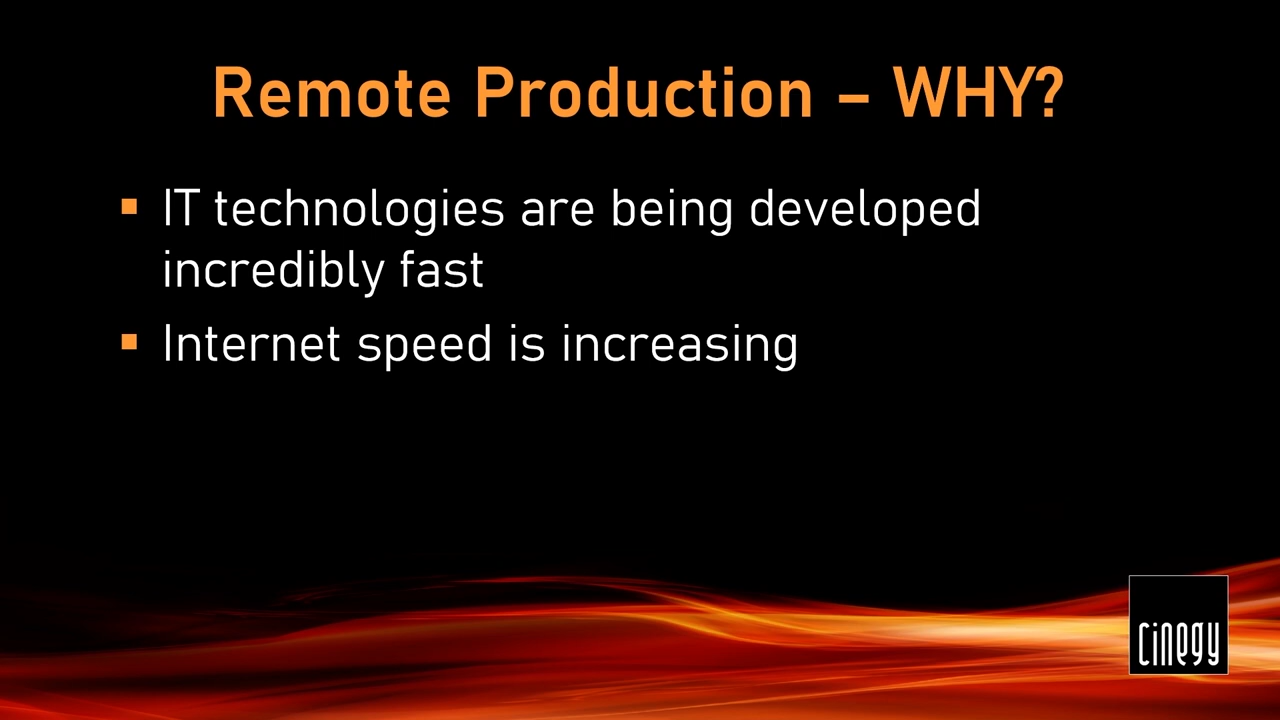 Remote Production – WHY?
▪ IT technologies are being developed
incredibly fast
▪ Internet speed is increasing
cinegy